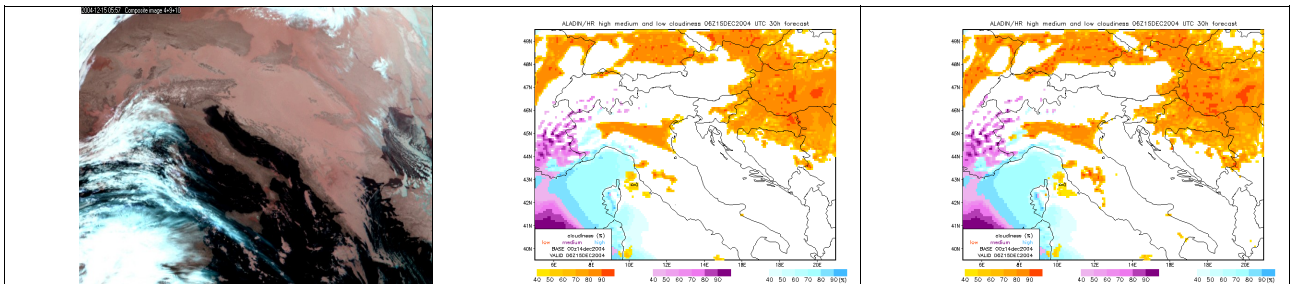 2004-12-15 05:57 Composite image 4+9+10
ALADIN/HR high medium and low cloudiness 06Z15DEC2004 UTC 30h forecast
49N
48N
47N
46N
45N
44N
43N
42N
41N
40N
cloudiness (%)
low medium high
BASE 00z14dec2004
VALID 06Z15DEC2004
6E 8E 10E 12E 14E 16E 18E 20E
40 50 60 70 80 90 40 50 60 70 80 90 40 50 60 70 80 90(%)
ALADIN/HR high medium and low cloudiness 06Z15DEC2004 UTC 30h forecast
49N
48N
47N
46N
45N
44N
43N
42N
41N
40N
cloudiness (%)
low medium high
BASE 00z14dec2004
VALID 06Z15DEC2004
6E 8E 10E 12E 14E 16E 18E 20E
40 50 60 70 80 90 40 50 60 70 80 90 40 50 60 70 80 90(%)